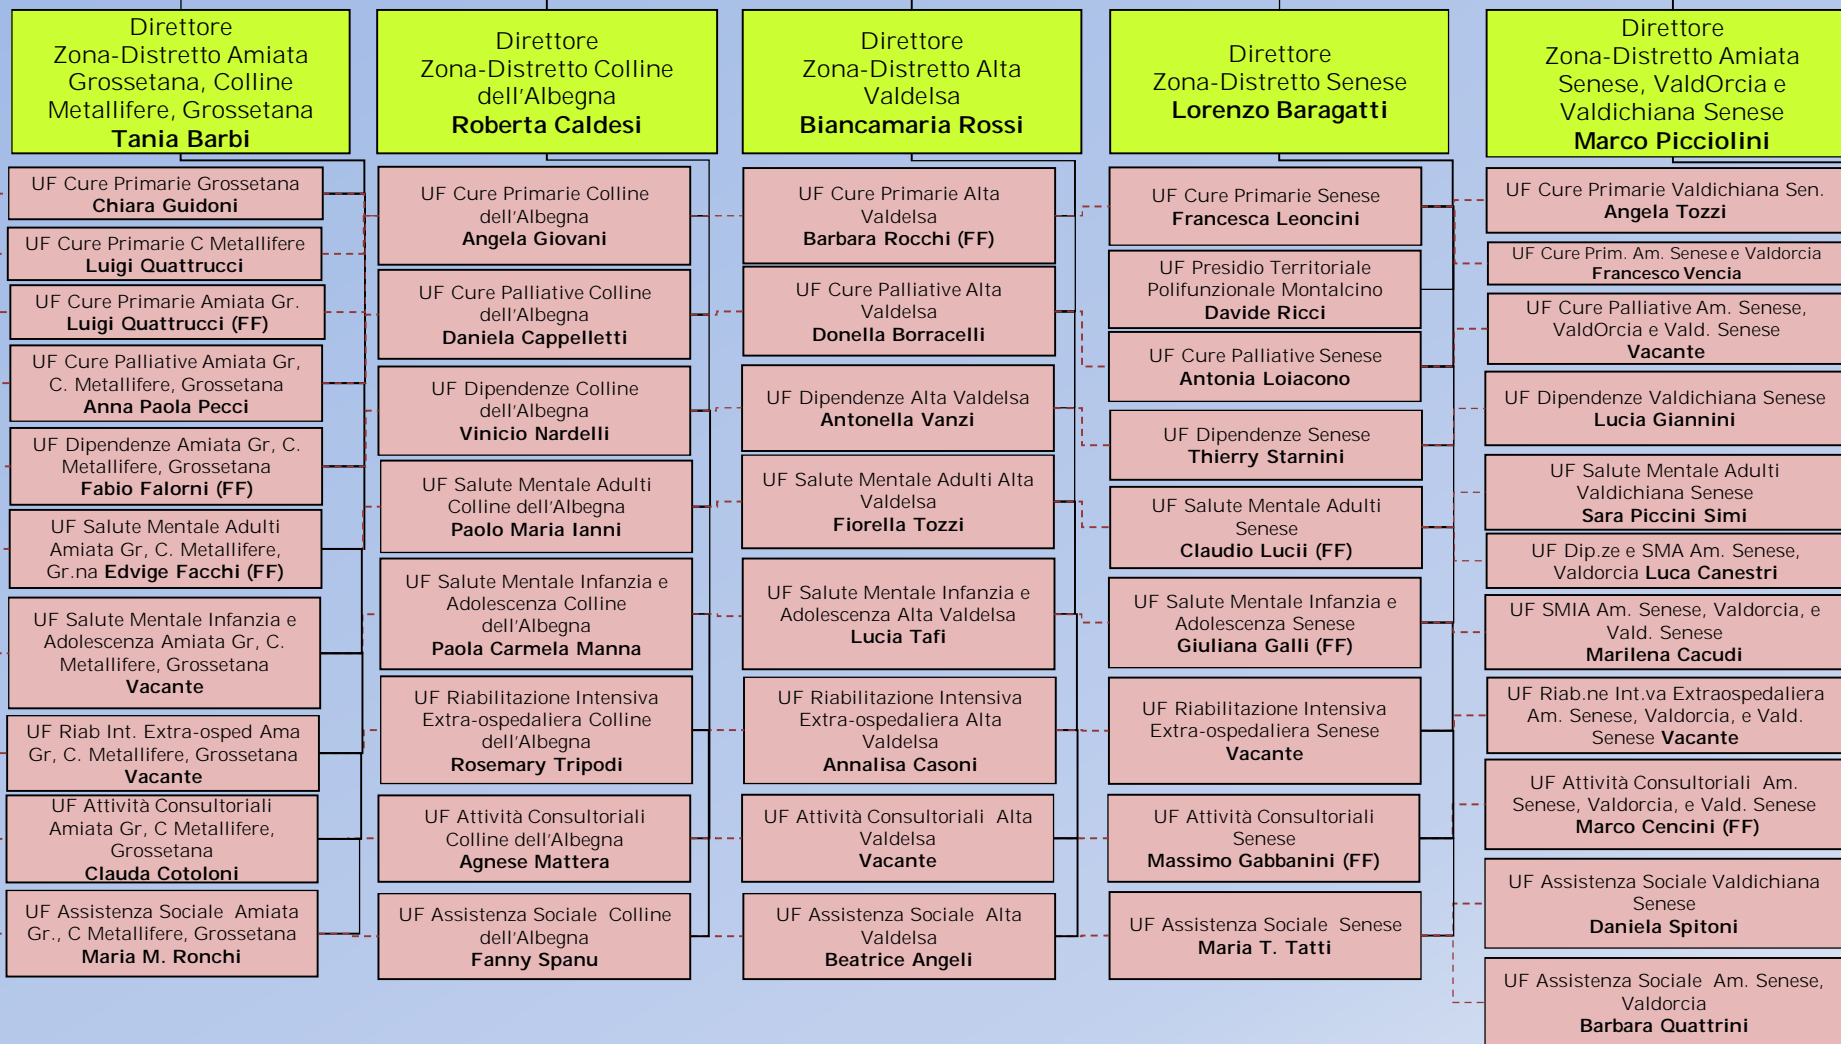 Direttore
Zona-Distretto Amiata
Grossetana, Colline
Metallifere, Grossetana
Tania Barbi
UF Cure Primarie Grossetana
Chiara Guidoni
UF Cure Primarie C Metallifere
Luigi Quattrucci
UF Cure Primarie Amiata Gr.
Luigi Quattrucci (FF)
UF Cure Palliative Amiata Gr,
C. Metallifere, Grossetana
Anna Paola Pecci
UF Dipendenze Amiata Gr, C.
Metallifere, Grossetana
Fabio Falorni (FF)
UF Salute Mentale Adulti
Amiata Gr, C. Metallifere,
Gr.na Edvige Facchi (FF)
UF Salute Mentale Infanzia e
Adolescenza Amiata Gr, C.
Metallifere, Grossetana
Vacante
UF Riab Int. Extra-osped Ama
Gr, C. Metallifere, Grossetana
Vacante
UF Attività Consultoriali
Amiata Gr, C Metallifere,
Grossetana
Clauda Cotoloni
UF Assistenza Sociale Amiata
Gr., C Metallifere, Grossetana
Maria M. Ronchi
Direttore
Zona-Distretto Colline
dell'Albegna
Roberta Caldesi
UF Cure Primarie Colline
dell'Albegna
Angela Giovani
UF Cure Palliative Colline
dell'Albegna
Daniela Cappelletti
UF Dipendenze Colline
dell'Albegna
Vinicio Nardelli
UF Salute Mentale Adulti
Colline dell'Albegna
Paolo Maria Ianni
UF Salute Mentale Infanzia e
Adolescenza Colline
dell'Albegna
Paola Carmela Manna
UF Riabilitazione Intensiva
Extra-ospedaliera Colline
dell'Albegna
Rosemary Tripodi
UF Attività Consultoriali
Colline dell'Albegna
Agnese Mattera
UF Assistenza Sociale Colline
dell'Albegna
Fanny Spanu
Direttore
Zona-Distretto Alta
Valdelsa
Biancamaria Rossi
UF Cure Primarie Alta
Valdelsa
Barbara Rocchi (FF)
UF Cure Palliative Alta
Valdelsa
Donella Borracelli
UF Dipendenze Alta Valdelsa
Antonella Vanzi
UF Salute Mentale Adulti Alta
Valdelsa
Fiorella Tozzi
UF Salute Mentale Infanzia e
Adolescenza Alta Valdelsa
Lucia Tafi
UF Riabilitazione Intensiva
Extra-ospedaliera Alta
Valdelsa
Annalisa Casoni
UF Attività Consultoriali Alta
Valdelsa
Vacante
UF Assistenza Sociale Alta
Valdelsa
Beatrice Angeli
Direttore
Zona-Distretto Senese
Lorenzo Baragatti
UF Cure Primarie Senese
Francesca Leoncini
UF Presidio Territoriale
Polifunzionale Montalcino
Davide Ricci
UF Cure Palliative Senese
Antonia Loiacono
UF Dipendenze Senese
Thierry Starnini
UF Salute Mentale Adulti
Senese
Claudio Lucii (FF)
UF Salute Mentale Infanzia e
Adolescenza Senese
Giuliana Galli (FF)
UF Riabilitazione Intensiva
Extra-ospedaliera Senese
Vacante
UF Attività Consultoriali
Senese
Massimo Gabbanini (FF)
UF Assistenza Sociale Senese
Maria T. Tatti
Direttore
Zona-Distretto Amiata
Senese, ValdOrcia e
Valdichiana Senese
Marco Picciolini
UF Cure Primarie Valdichiana Sen.
Angela Tozzi
UF Cure Prim. Am. Senese e Valdorcia
Francesco Vencia
UF Cure Palliative Am. Senese,
ValdOrcia e Vald. Senese
Vacante
UF Dipendenze Valdichiana Senese
Lucia Giannini
UF Salute Mentale Adulti
Valdichiana Senese
Sara Piccini Simi
UF Dip.ze e SMA Am. Senese,
Valdorcia Luca Canestri
UF SMIA Am. Senese, Valdorcia, e
Vald. Senese
Marilena Cacudi
UF Riab.ne Int.va Extraospedaliera
Am. Senese, Valdorcia, e Vald.
Senese Vacante
UF Attività Consultoriali Am.
Senese, Valdorcia, e Vald. Senese
Marco Cencini (FF)
UF Assistenza Sociale Valdichiana
Senese
Daniela Spitoni
UF Assistenza Sociale Am. Senese,
Valdorcia
Barbara Quattrini